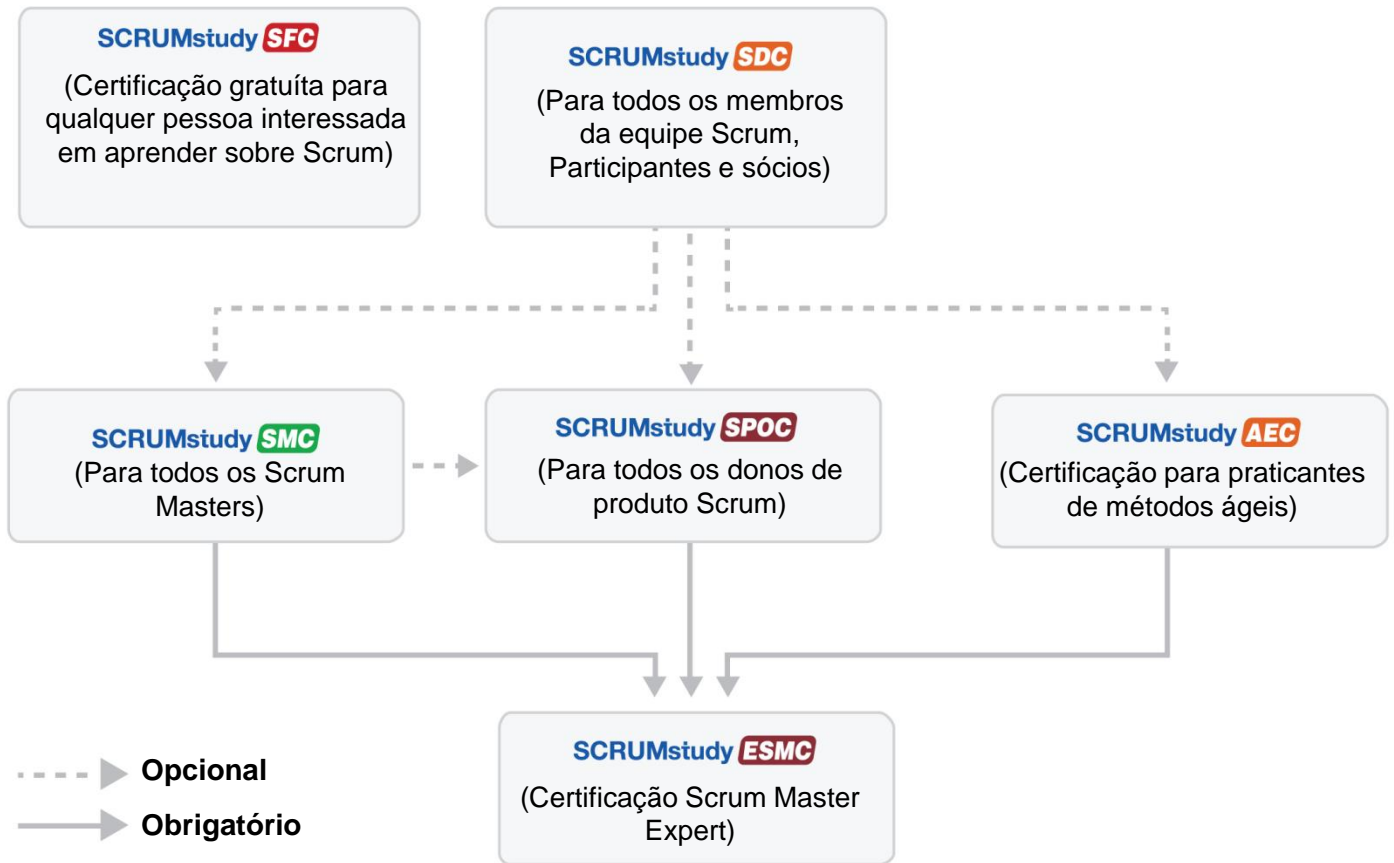 SCRUMstudy SFC
(Certificação gratuíta para
qualquer pessoa interessada
em aprender sobre Scrum)
SCRUMstudy SDC
(Para todos os membros
da equipe Scrum,
Participantes e sócios)
SCRUMstudy SMC
(Para todos os Scrum
Masters)
SCRUMstudy SPOC
(Para todos os donos de
produto Scrum)
SCRUMstudy AEC
(Certificação para praticantes
de métodos ágeis)
SCRUMstudy ESMC
(Certificação Scrum Master
Expert)
Opcional
Obrigatório